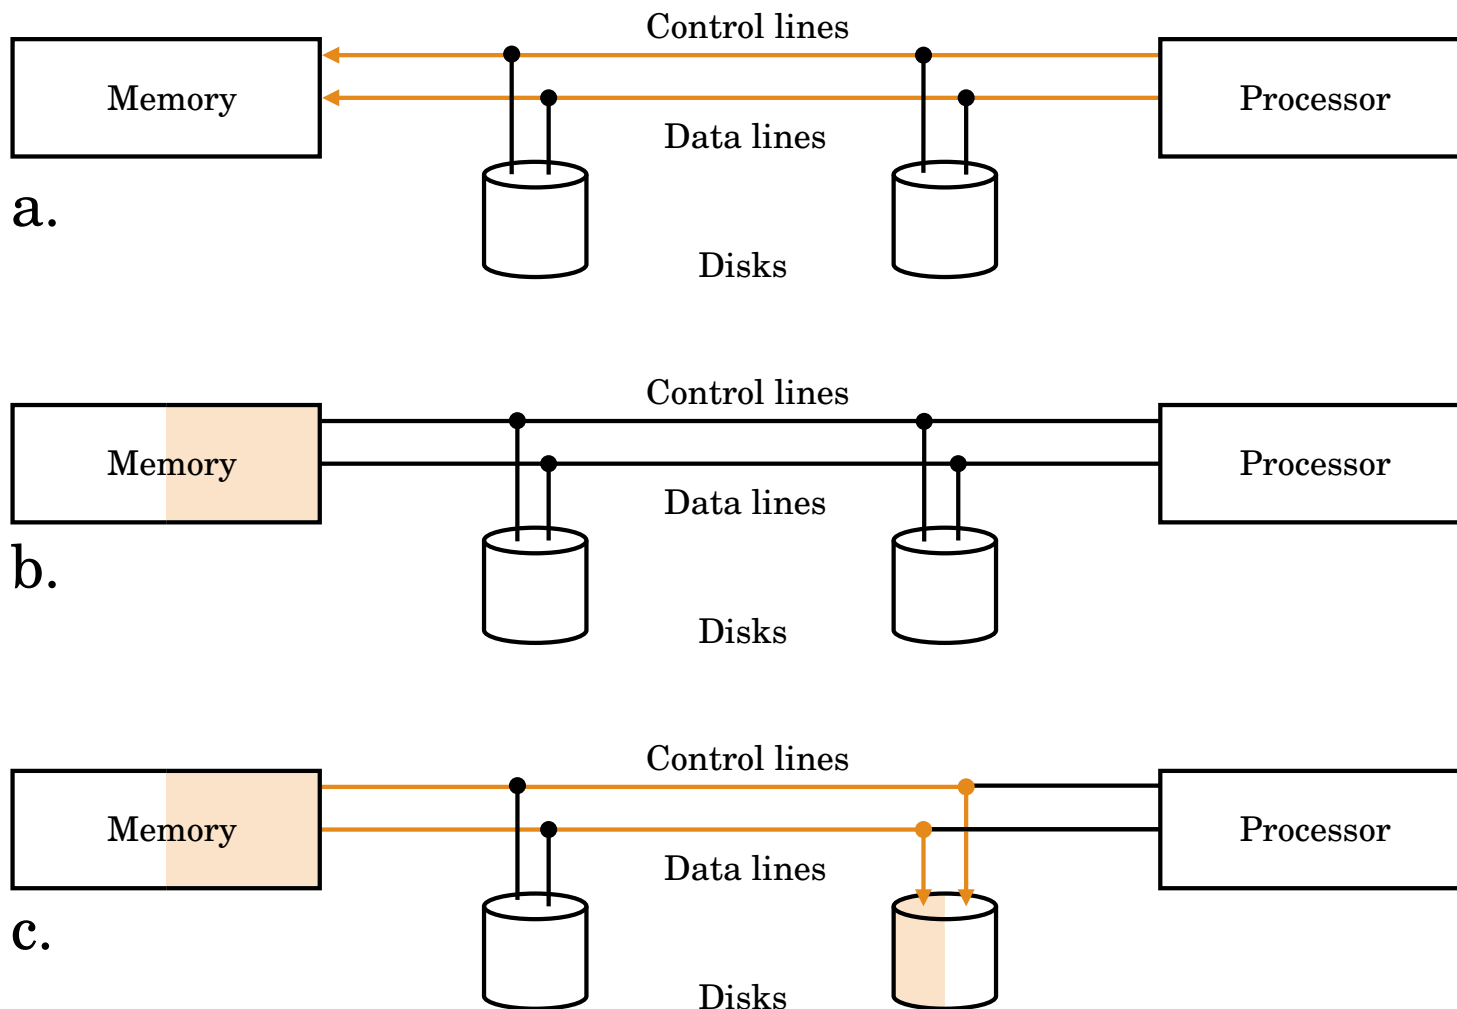 Control lines
Memory
Processor
Data lines
a.
Disks
Control lines
Memory
Processor
Data lines
b.
Disks
Control lines
Memory
Processor
Data lines
c.
Disks